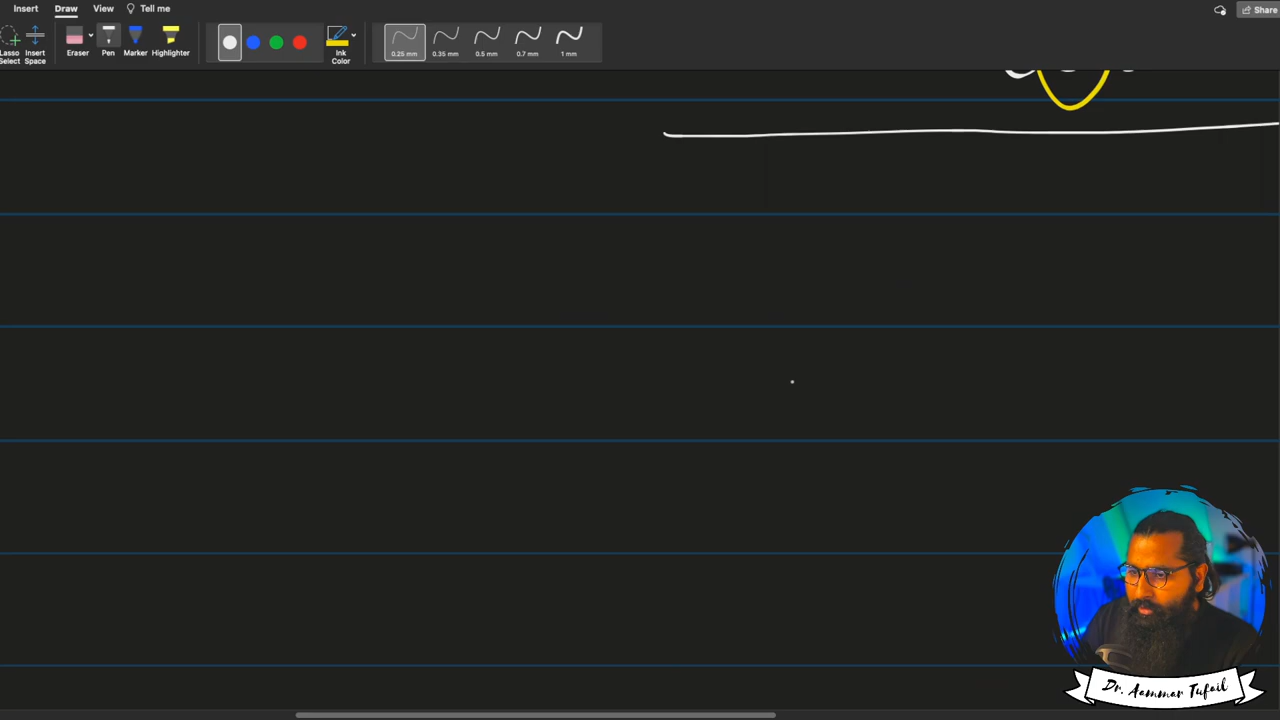 Insert Draw View Tell me
Share
Lasso Select
Insert Space
Eraser
Pen
Marker
Highlighter
Ink Color
0.25 mm
0.35 mm
0.5 mm
0.7 mm
1 mm
Dr. Aammar Tufail